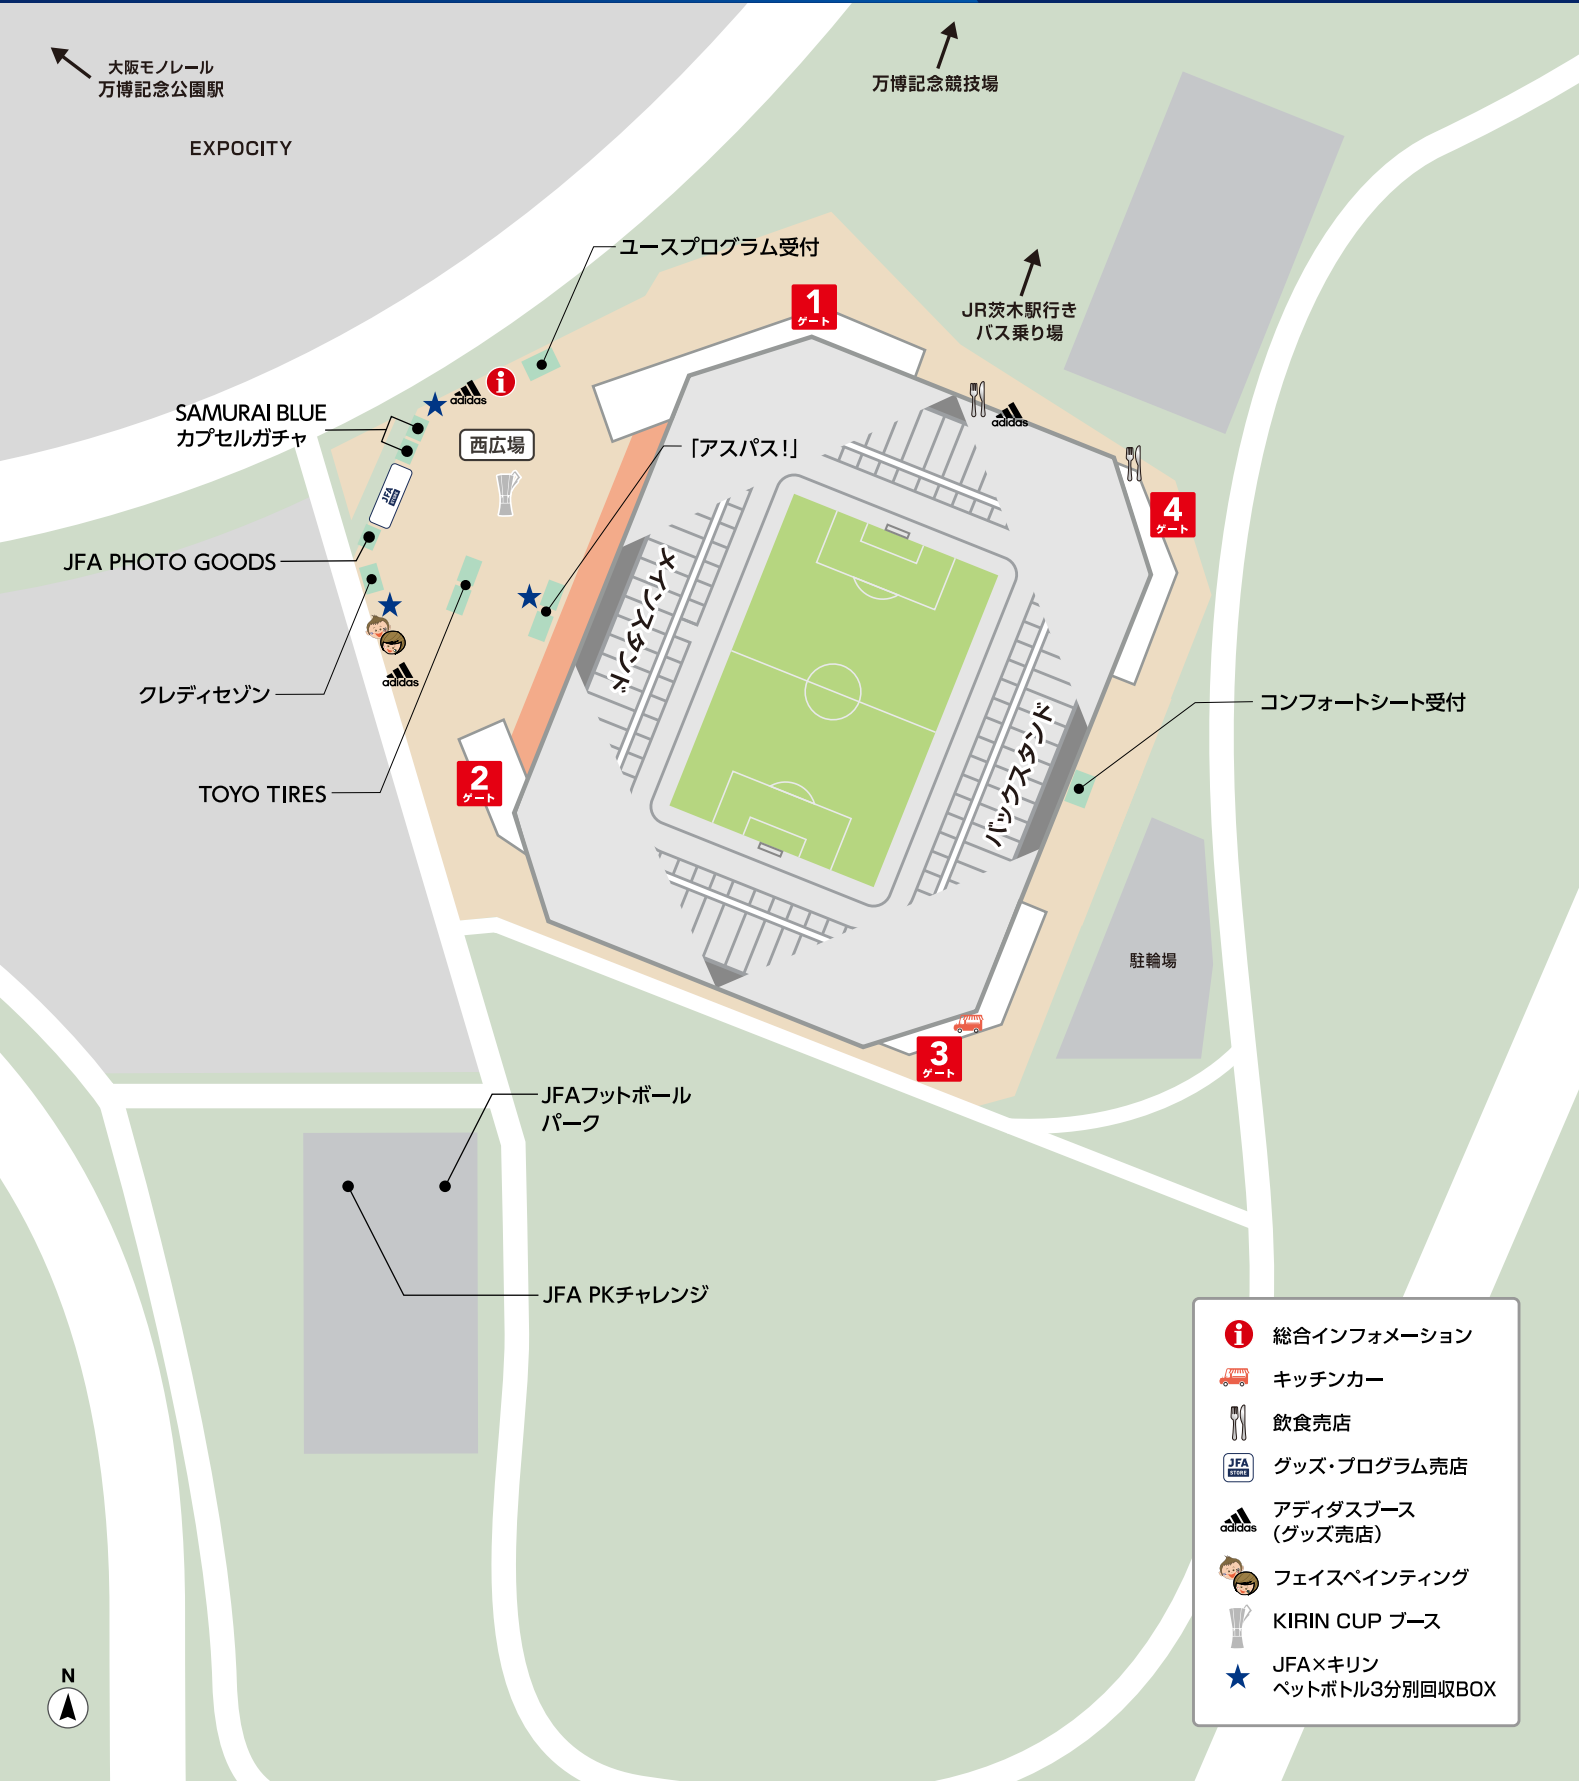 大阪モノレール
万博記念公園駅
EXPOCITY
万博記念競技場
ユースプログラム受付
JR茨木駅行き
バス乗り場
1
ゲート
adidas
SAMURAI BLUE
カプセルガチャ
西広場
「アスパス!」
adidas
JFA
STORE
4
ゲート
JFA PHOTO GOODS
メインスタンド
adidas
クレディセゾン
コンフォートシート受付
バックスタンド
2
ゲート
TOYO TIRES
駐輪場
3
ゲート
JFAフットボール
パーク
JFA PKチャレンジ
総合インフォメーション
キッチンカー
飲食売店
JFA
STORE
グッズ・プログラム売店
adidas
アディダスブース
(グッズ売店)
フェイスペインティング
KIRIN CUP ブース
JFA×キリン
ペットボトル3分別回収BOX
N